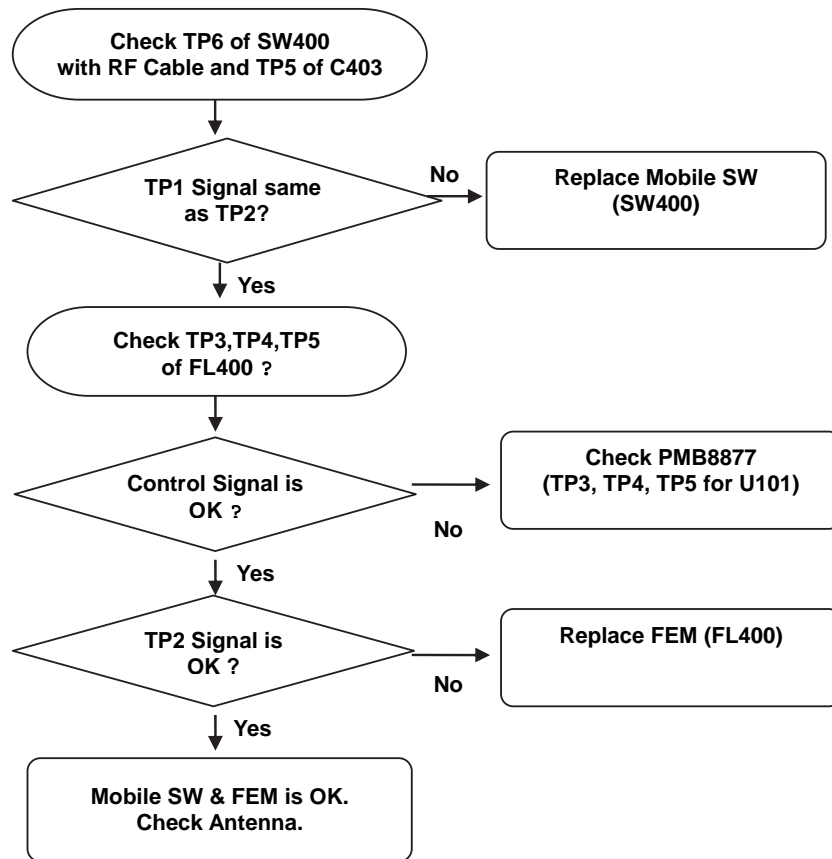 Check TP6 of SW400
with RF Cable and TP5 of C403
TP1 Signal same
as TP2?
No
Replace Mobile SW
(SW400)
Yes
Check TP3,TP4,TP5
of FL400 ?
Control Signal is
OK ?
No
Check PMB8877
(TP3, TP4, TP5 for U101)
Yes
TP2 Signal is
OK ?
No
Replace FEM (FL400)
Yes
Mobile SW & FEM is OK.
Check Antenna.